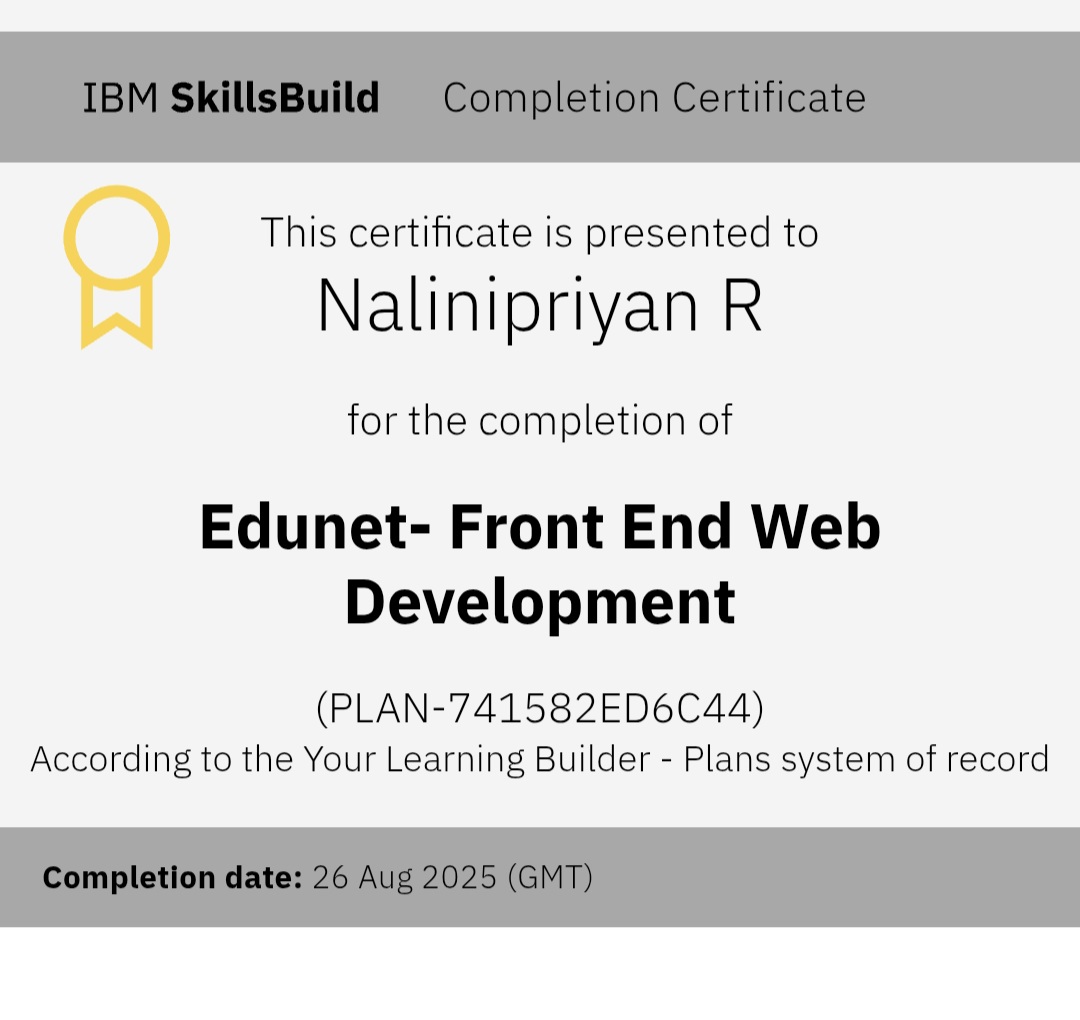 IBM SkillsBuild Completion Certificate
This certificate is presented to
Nalinipriyan R
for the completion of
Edunet- Front End Web
Development
(PLAN-741582ED6C44)
According to the Your Learning Builder - Plans system of record
Completion date: 26 Aug 2025 (GMT)